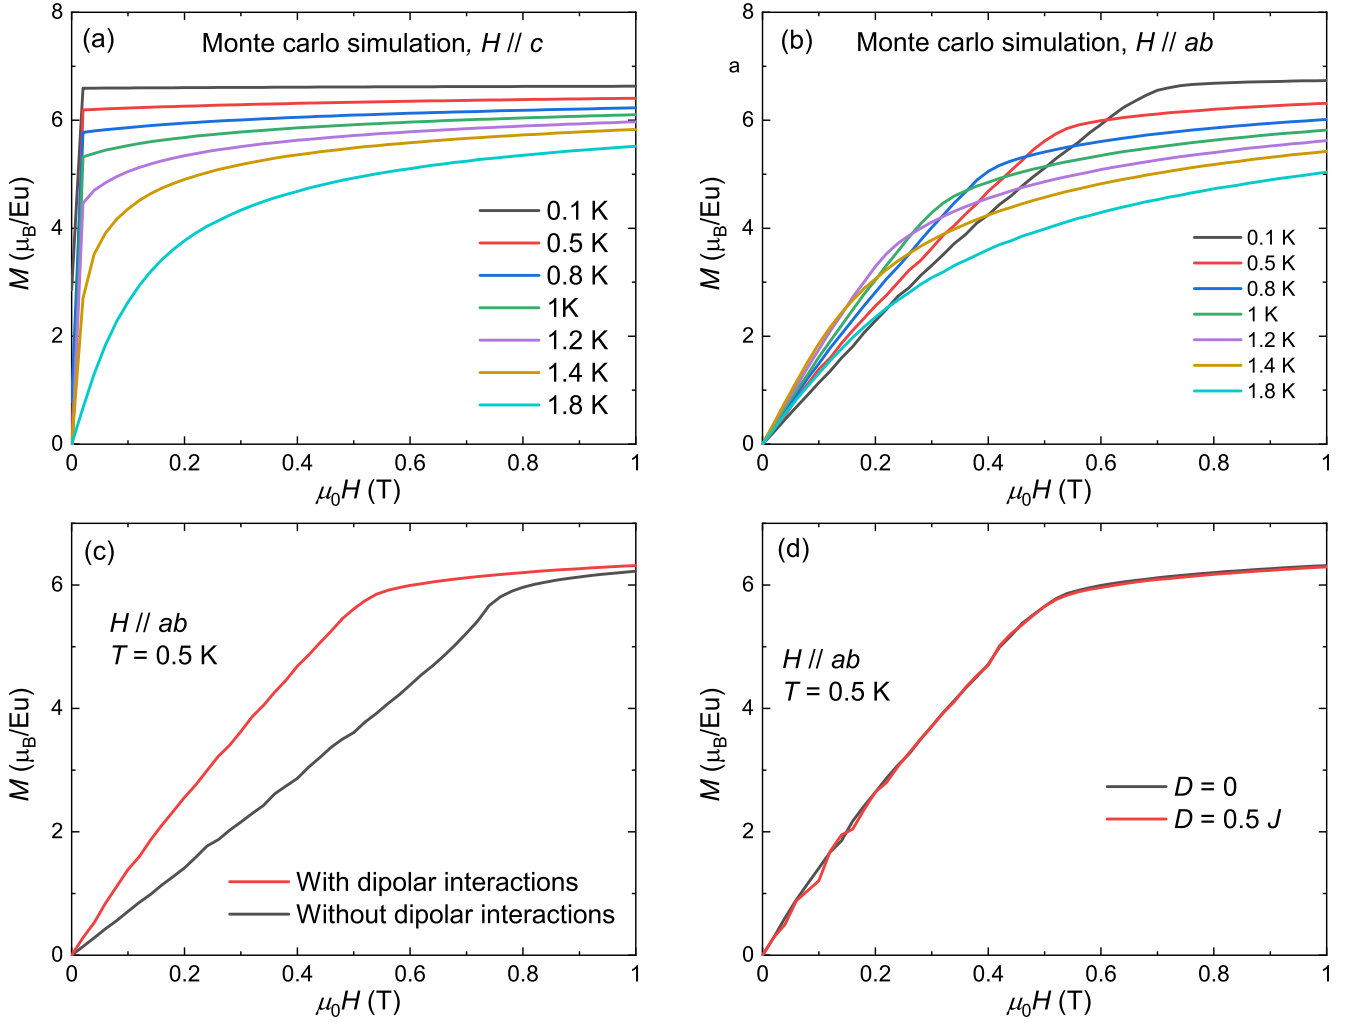 (a)
Monte carlo simulation, H // c
8
6
4
2
0
M (μB/Eu)
0.1 K
0.5 K
0.8 K
1K
1.2 K
1.4 K
1.8 K
0
0.2
0.4
0.6
0.8
1
μ0H (T)
(b)
Monte carlo simulation, H // ab
a
8
6
4
2
0
M (μB/Eu)
0.1 K
0.5 K
0.8 K
1 K
1.2 K
1.4 K
1.8 K
0
0.2
0.4
0.6
0.8
1
μ0H (T)
(c)
H // ab
T = 0.5 K
6
4
2
0
M (μB/Eu)
With dipolar interactions
Without dipolar interactions
0
0.2
0.4
0.6
0.8
1
μ0H (T)
(d)
H // ab
T = 0.5 K
6
4
2
0
M (μB/Eu)
D = 0
D = 0.5 J
0
0.2
0.4
0.6
0.8
1
μ0H (T)